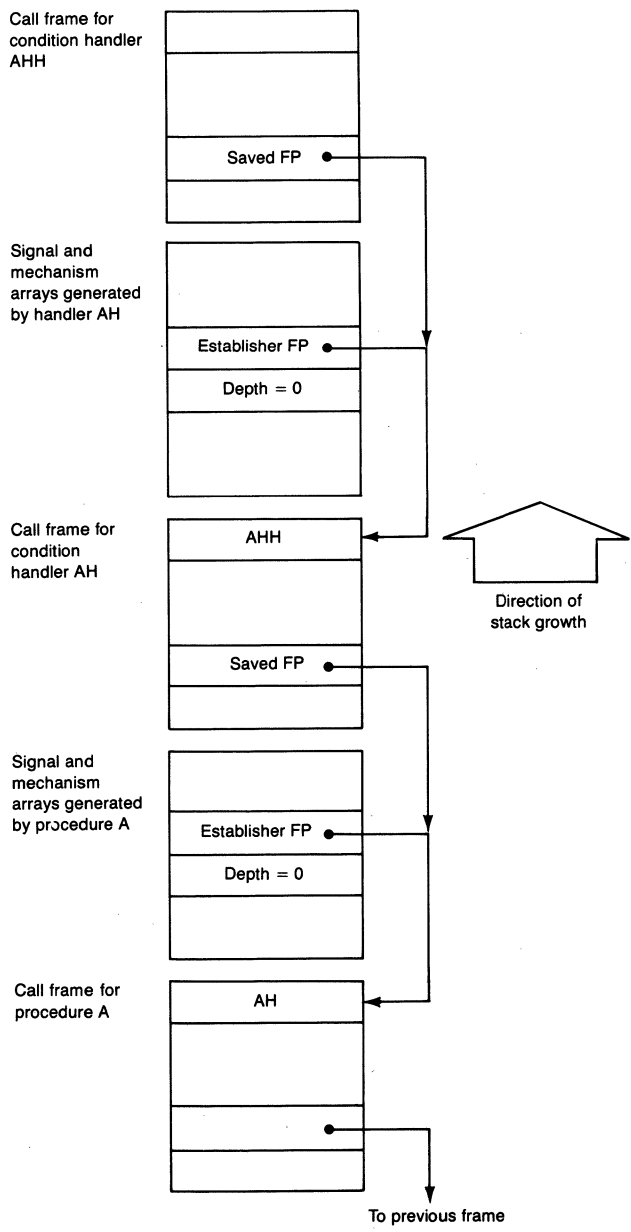 Call frame for
condition handler
AHH
Saved FP
Signal and
mechanism
arrays generated
by handler AH
Establisher FP
Depth = 0
Call frame for
condition
handler AH
AHH
Direction of
stack growth
Saved FP
Signal and
mechanism
arrays generated
by procedure A
Establisher FP
Depth = 0
Call frame for
procedure A
AH
To previous frame